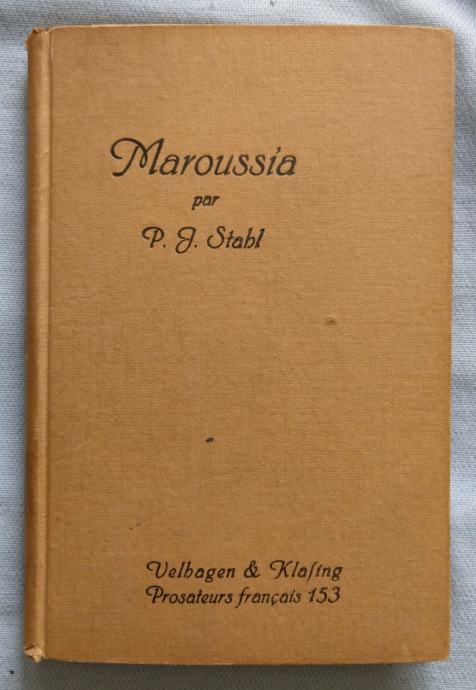 Maroussia
par
P. J. Stahl
Velhagen & Klaſing
Prosateurs français 153